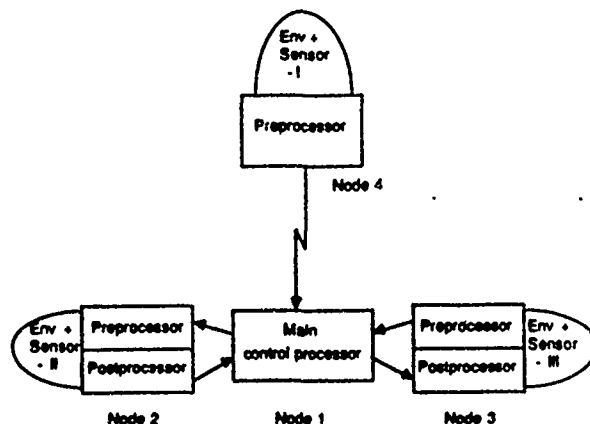 Env +
Sensor
- I
Preprocessor
Node 4
Env +
Sensor
- II
Preprocessor
Postprocessor
Main
control processor
Preprocessor
Postprocessor
Env +
Sensor
- III
Node 2
Node 1
Node 3